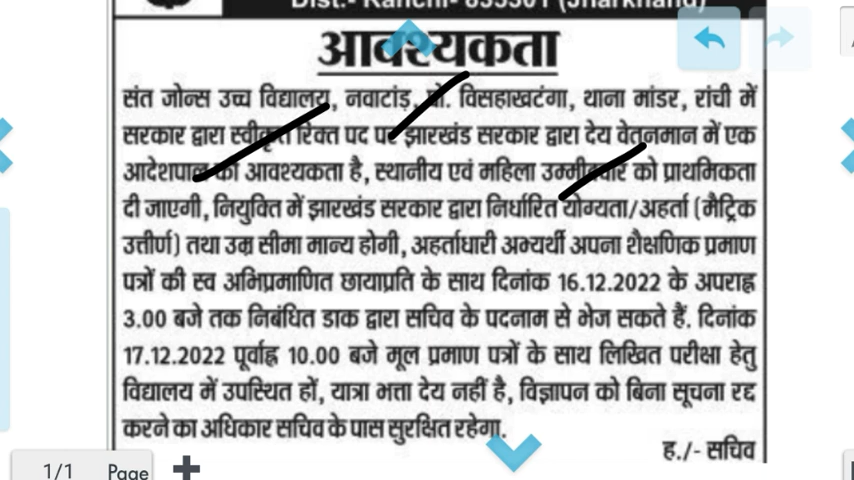 Dist.- Ranchi- 835301 (Jharkhand)
आवश्यकता
संत जोन्स उच्च विद्यालय, नवाटांड़, पो. विसहाखटंगा, थाना मांडर, रांची में
सरकार द्वारा स्वीकृत रिक्त पद पर झारखंड सरकार द्वारा देय वेतनमान में एक
आदेशपाल की आवश्यकता है, स्थानीय एवं महिला उम्मीदवार को प्राथमिकता
दी जाएगी, नियुक्ति में झारखंड सरकार द्वारा निर्धारित योग्यता/अहर्ता (मैट्रिक
उत्तीर्ण) तथा उम्र सीमा मान्य होगी, अहर्ताधारी अभ्यर्थी अपना शैक्षणिक प्रमाण
पत्रों की स्व अभिप्रमाणित छायाप्रति के साथ दिनांक 16.12.2022 के अपराह्न
3.00 बजे तक निबंधित डाक द्वारा सचिव के पदनाम से भेज सकते हैं. दिनांक
17.12.2022 पूर्वाह्न 10.00 बजे मूल प्रमाण पत्रों के साथ लिखित परीक्षा हेतु
विद्यालय में उपस्थित हों, यात्रा भत्ता देय नहीं है, विज्ञापन को बिना सूचना रद्द
करने का अधिकार सचिव के पास सुरक्षित रहेगा.
ह./- सचिव
1/1 Page